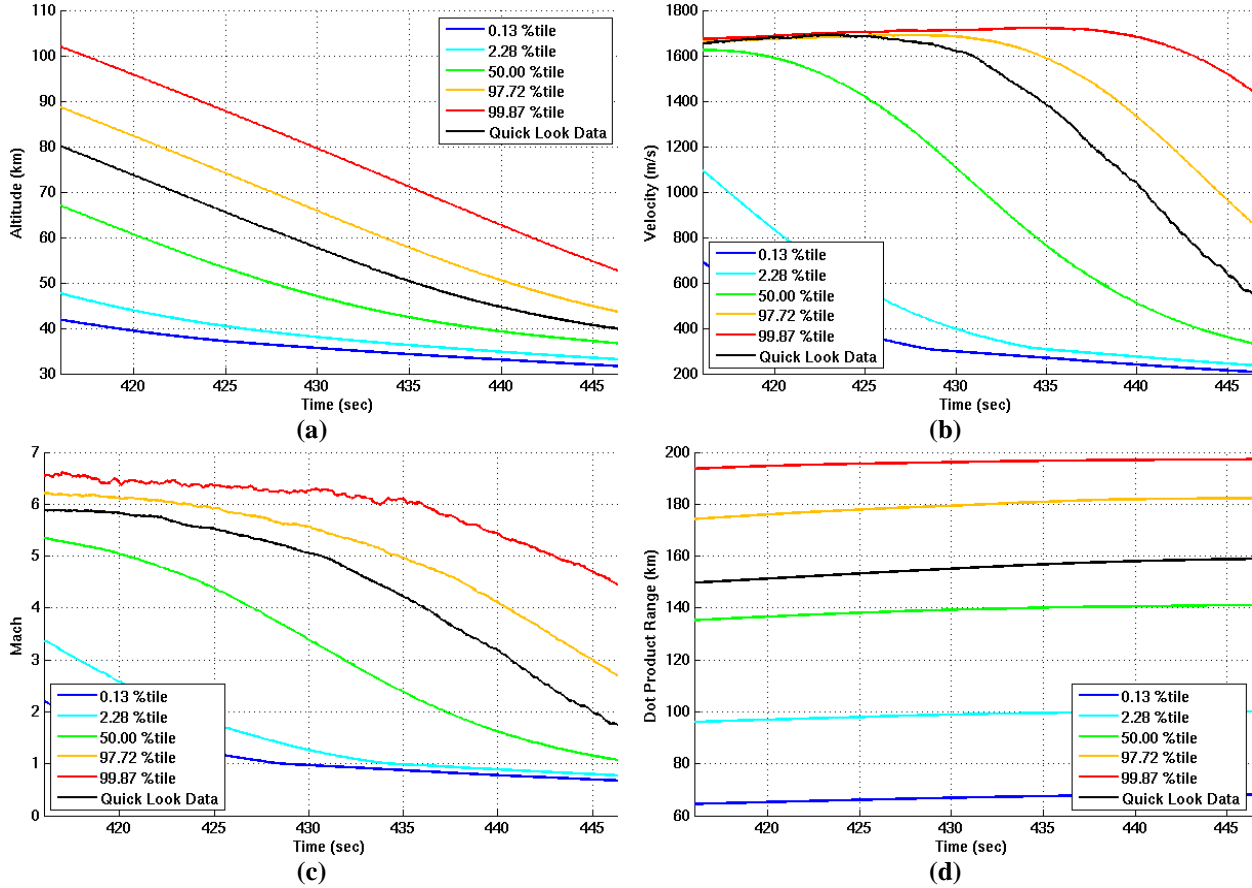 110
100
90
80
70
60
50
40
30
Altitude (km)
0.13 %tile
2.28 %tile
50.00 %tile
97.72 %tile
99.87 %tile
Quick Look Data
420 425 430 435 440 445
Time (sec)
(a)
1800
1600
1400
1200
1000
800
600
400
200
Velocity (m/s)
0.13 %tile
2.28 %tile
50.00 %tile
97.72 %tile
99.87 %tile
Quick Look Data
420 425 430 435 440 445
Time (sec)
(b)
7
6
5
4
3
2
1
0
Mach
0.13 %tile
2.28 %tile
50.00 %tile
97.72 %tile
99.87 %tile
Quick Look Data
420 425 430 435 440 445
Time (sec)
(c)
200
180
160
140
120
100
80
60
Dot Product Range (km)
0.13 %tile
2.28 %tile
50.00 %tile
97.72 %tile
99.87 %tile
Quick Look Data
420 425 430 435 440 445
Time (sec)
(d)